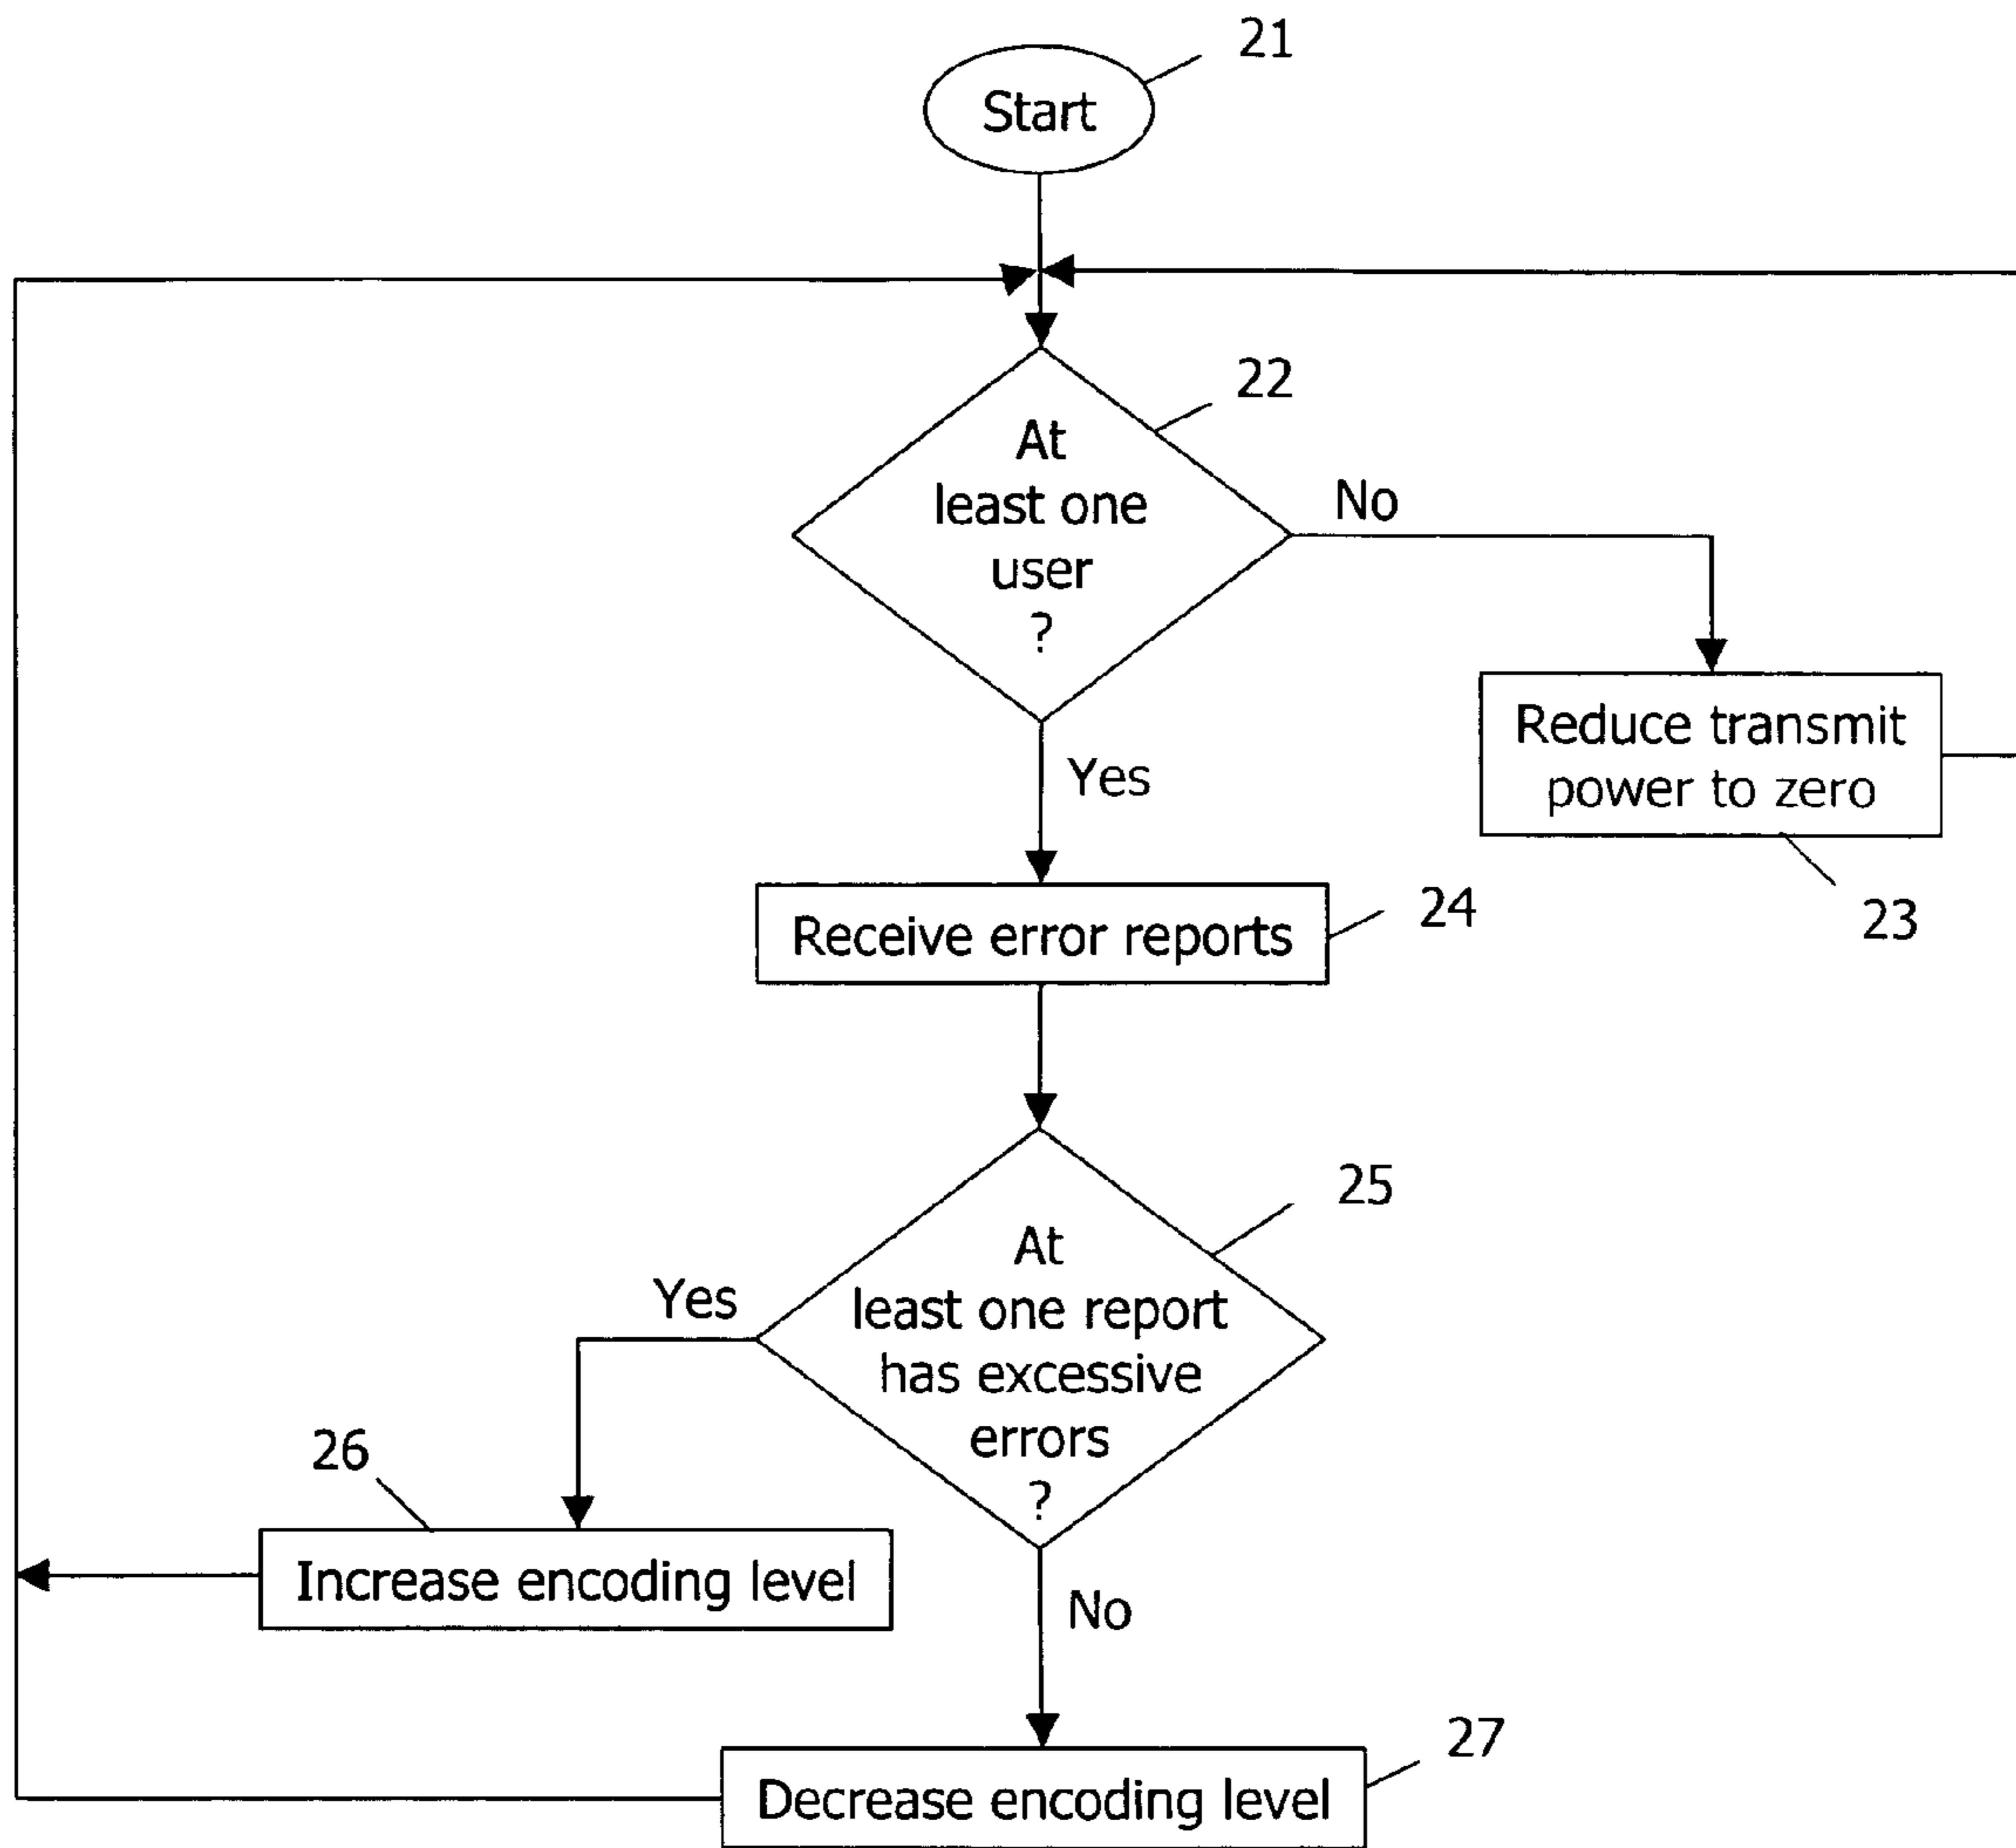 21
Start
22
At
least one
user
?
No
Yes
Reduce transmit
power to zero
23
Receive error reports
24
25
At
least one report
has excessive
errors
?
Yes
26
Increase encoding level
No
27
Decrease encoding level